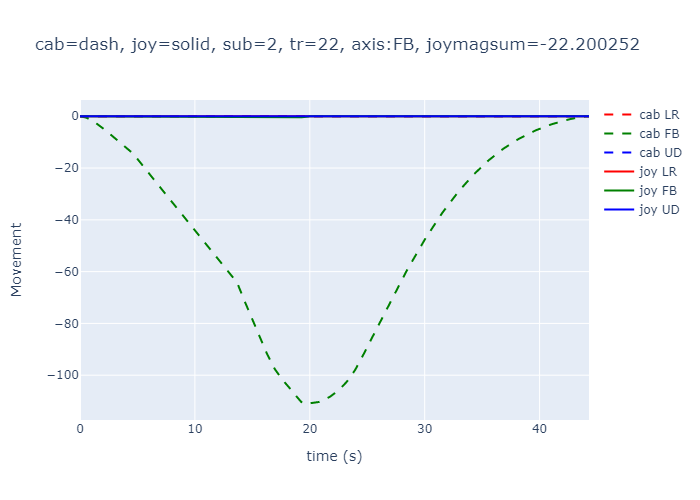 cab=dash, joy=solid, sub=2, tr=22, axis:FB, joymagsum=-22.200252
Movement
0
−20
−40
−60
−80
−100
0
10
20
30
40
time (s)
cab LR
cab FB
cab UD
joy LR
joy FB
joy UD